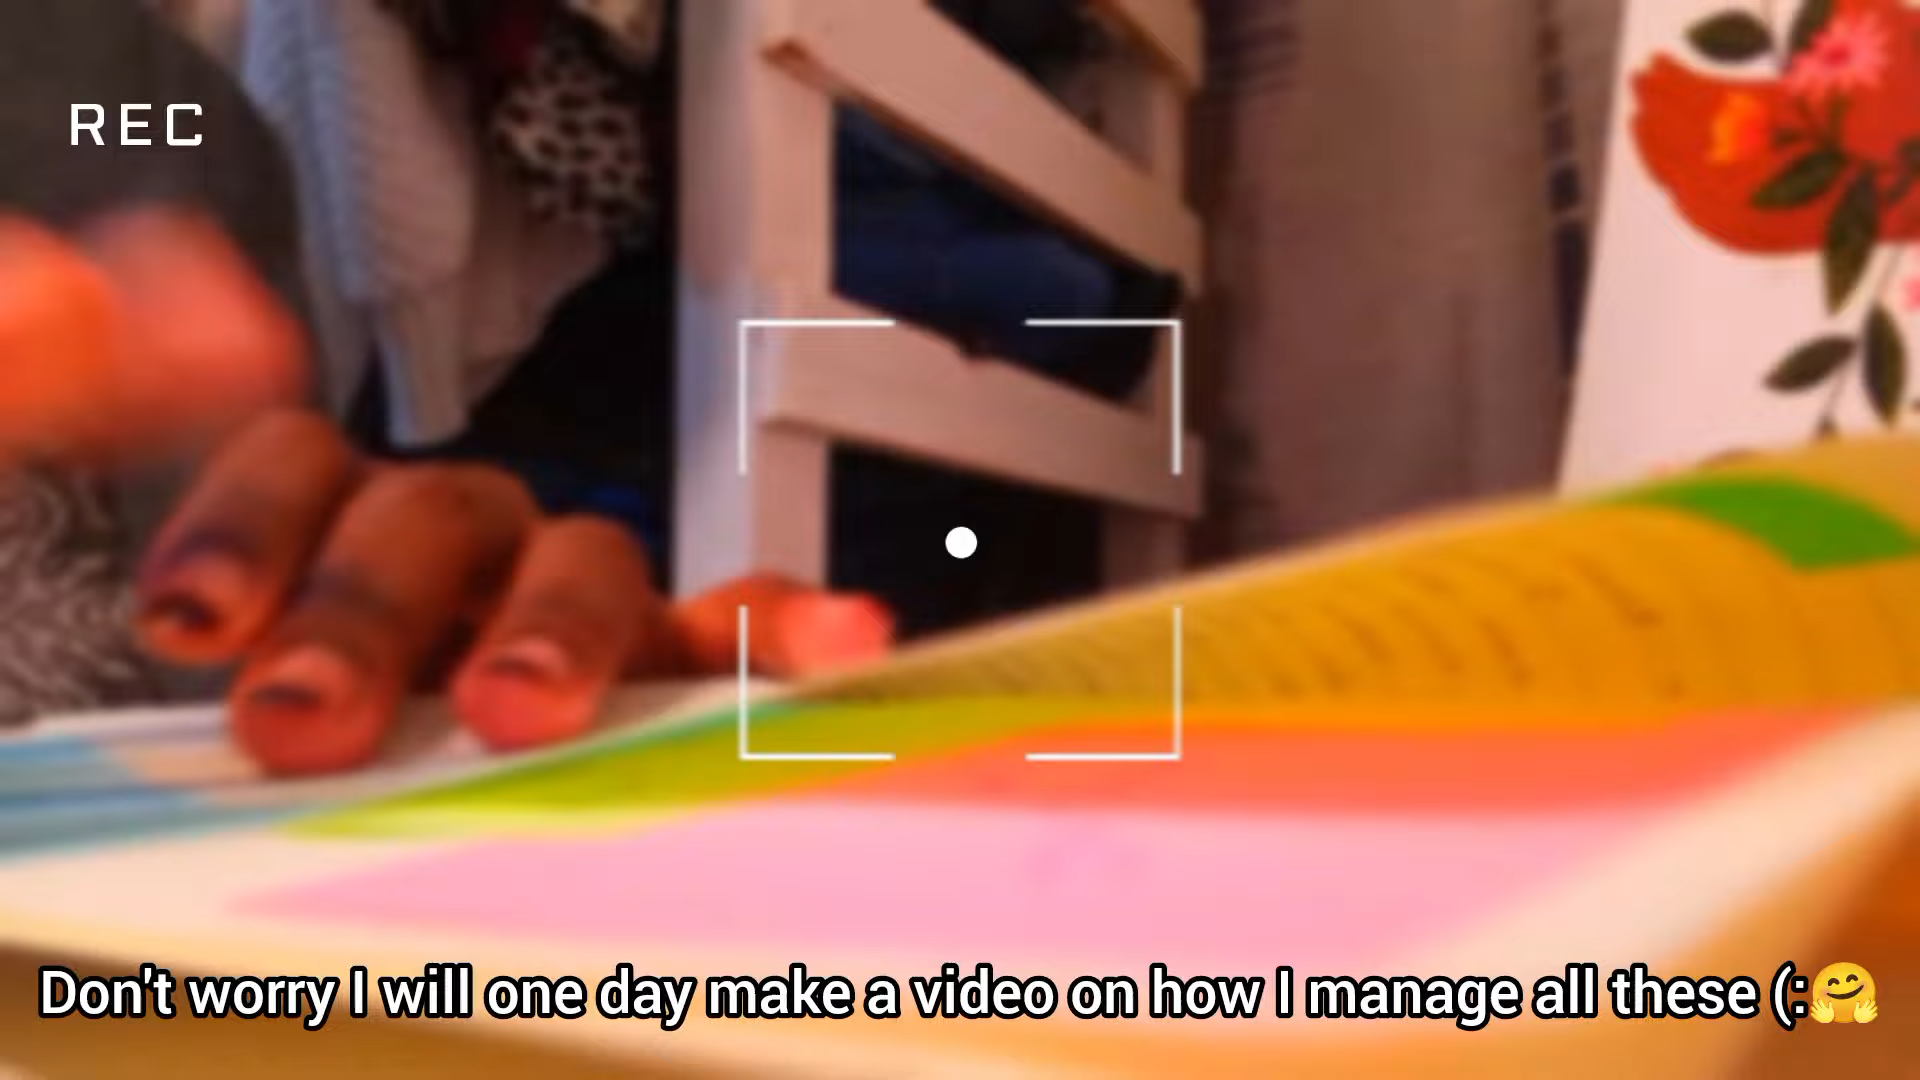 REC
Don't worry I will one day make a video on how I manage all these (:🤗